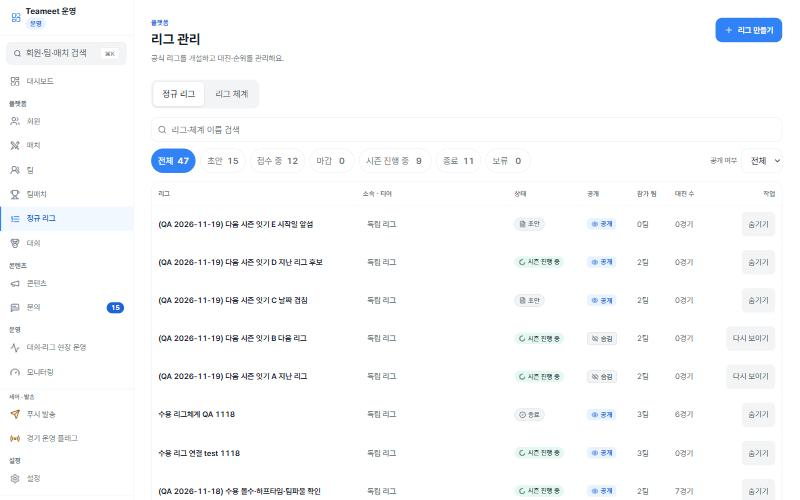 Teameet 운영
운영
회원·팀·매치 검색 ⌘K
대시보드
플랫폼
회원
매치
팀
팀매치
정규 리그
대회
콘텐츠
콘텐츠
문의 15
운영
대회·리그 현장 운영
모니터링
제어·발송
푸시 발송
경기 운영 플래그
설정
설정
플랫폼
리그 관리
공식 리그를 개설하고 대진·순위를 관리해요.
+ 리그 만들기
정규 리그 리그 체계
리그·체계 이름 검색
전체 47 초안 15 접수 중 12 마감 0 시즌 진행 중 9 종료 11 보류 0 공개 여부 전체
리그 소속·티어 상태 공개 참가 팀 대진 수 작업
(QA 2026-11-19) 다음 시즌 잇기 E 시작일 앞섬 독립 리그 초안 공개 0팀 0경기 숨기기
(QA 2026-11-19) 다음 시즌 잇기 D 지난 리그 후보 독립 리그 시즌 진행 중 공개 2팀 0경기 숨기기
(QA 2026-11-19) 다음 시즌 잇기 C 날짜 겹침 독립 리그 초안 공개 2팀 0경기 숨기기
(QA 2026-11-19) 다음 시즌 잇기 B 다음 리그 독립 리그 시즌 진행 중 숨김 2팀 0경기 다시 보이기
(QA 2026-11-19) 다음 시즌 잇기 A 지난 리그 독립 리그 시즌 진행 중 숨김 2팀 0경기 다시 보이기
수용 리그체계 QA 1118 독립 리그 종료 공개 3팀 6경기 숨기기
수용 리그 연결 test 1118 독립 리그 시즌 진행 중 공개 3팀 0경기 숨기기
(QA 2026-11-18) 수용 몰수·하프타임·팀파울 확인 독립 리그 시즌 진행 중 공개 2팀 7경기 숨기기